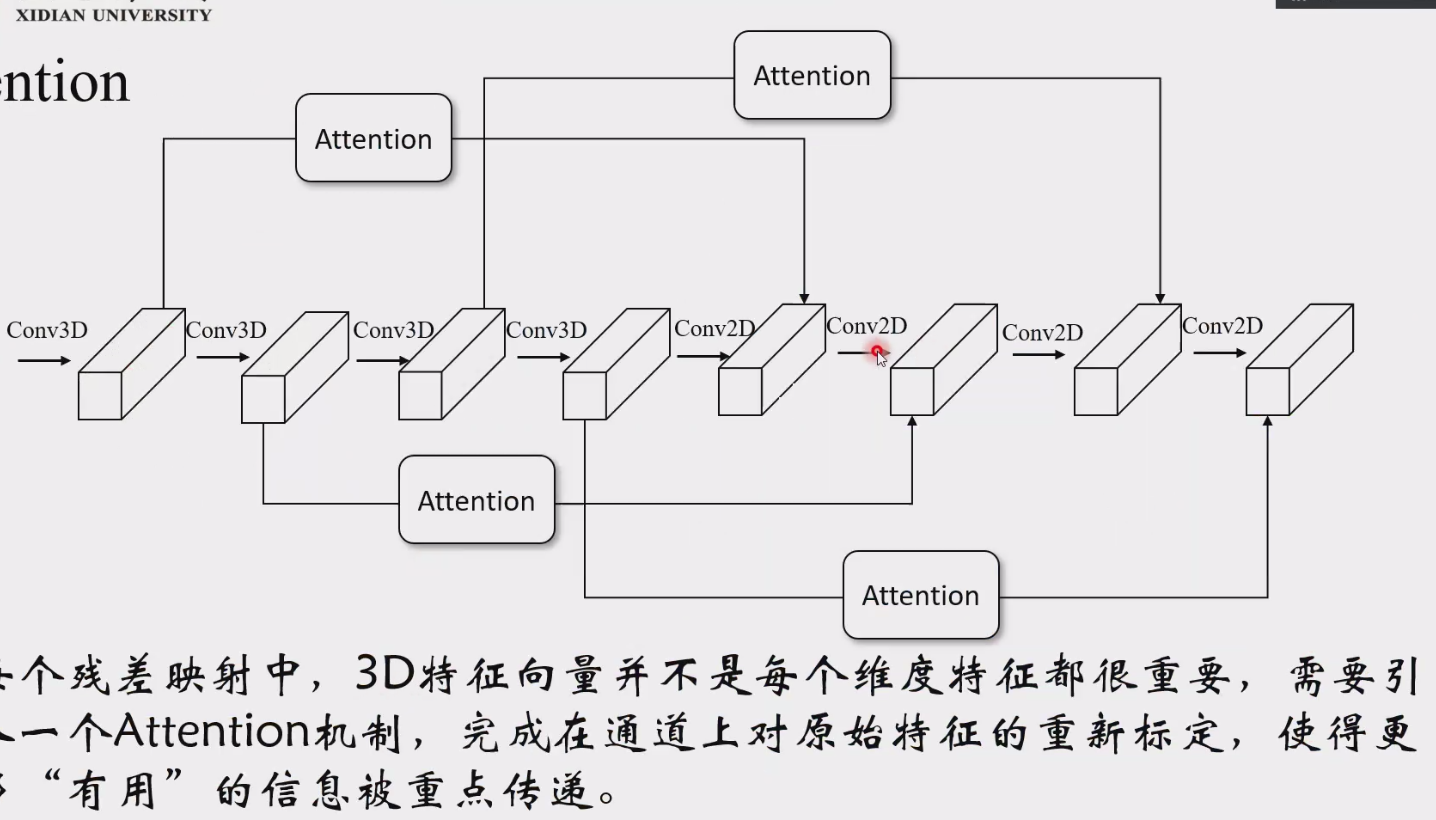 XIDIAN UNIVERSITY
ention
Attention
Attention
Conv3D
Conv3D
Conv3D
Conv3D
Conv2D
Conv2D
Conv2D
Conv2D
Attention
Attention
个残差映射中，3D特征向量并不是每个维度特征都很重要，需要引
一个Attention机制，完成在通道上对原始特征的重新标定，使得更
“有用”的信息被重点传递。